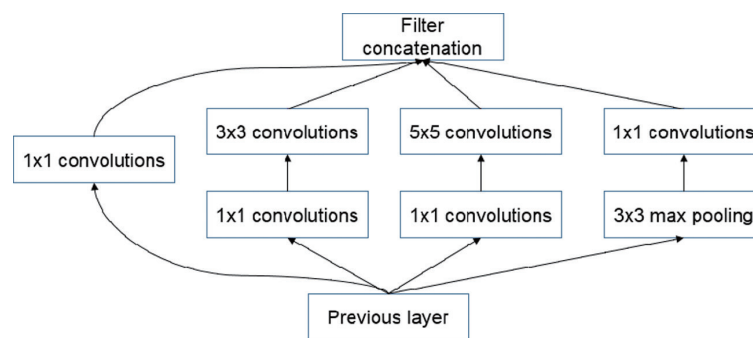 Filter
concatenation
3x3 convolutions
5x5 convolutions
1x1 convolutions
1x1 convolutions
1x1 convolutions
1x1 convolutions
3x3 max pooling
Previous layer